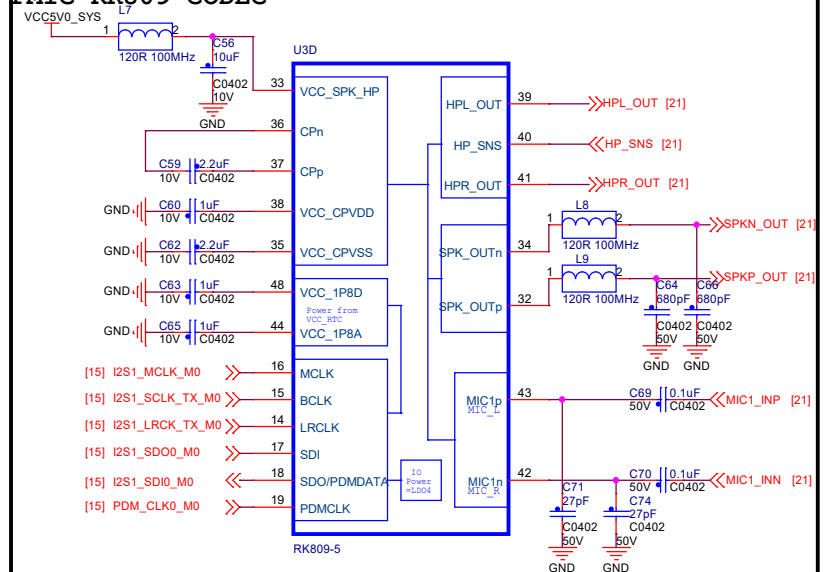 VCC5V0_SYS
L7
1 2
120R 100MHz
C56
10uF
C0402
10V
GND
U3D
33 VCC_SPK_HP
36 CPn
37 CPp
38 VCC_CPVDD
35 VCC_CPVSS
48 VCC_1P8D
Power from
VCC_RTC
44 VCC_1P8A
16 MCLK
15 BCLK
14 LRCLK
17 SDI
18 SDO/PDMDATA
19 PDMCLK
IO
Power
=LDO4
RK809-5
C59 2.2uF
10V C0402
GND C60 1uF
10V C0402
GND C62 2.2uF
10V C0402
GND C63 1uF
10V C0402
GND C65 1uF
10V C0402
[15] I2S1_MCLK_M0
[15] I2S1_SCLK_TX_M0
[15] I2S1_LRCK_TX_M0
[15] I2S1_SDO0_M0
[15] I2S1_SDI0_M0
[15] PDM_CLK0_M0
HPL_OUT 39 HPL_OUT [21]
HP_SNS 40 HP_SNS [21]
HPR_OUT 41 HPR_OUT [21]
L8
SPK_OUTn 34 1 2 SPKN_OUT [21]
120R 100MHz
L9
SPK_OUTp 32 1 2 SPKP_OUT [21]
120R 100MHz
C64 C66
680pF 680pF
C0402 C0402
50V 50V
GND GND
MIC1p 43
MIC_L
C69 0.1uF MIC1_INP [21]
50V C0402
MIC1n 42
MIC_R
C70 0.1uF MIC1_INN [21]
50V C0402
C71
27pF
C0402
50V
GND
C74
27pF
C0402
50V
GND